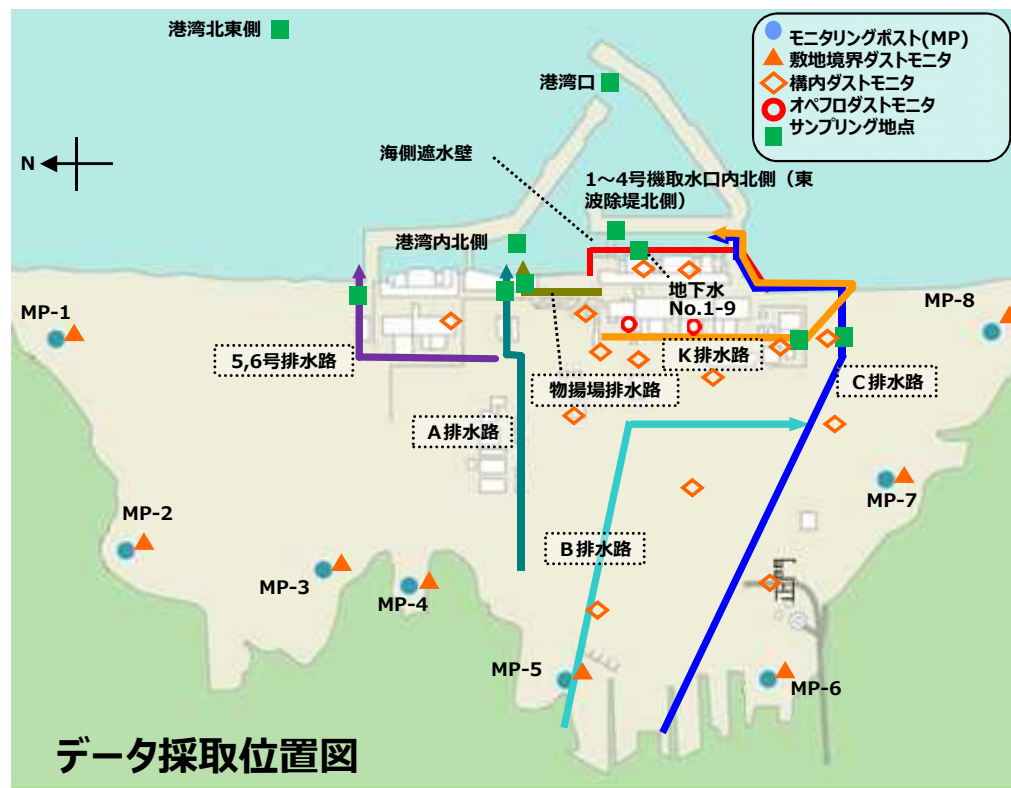 港湾北東側
港湾口
モニタリングポスト(MP)
敷地境界ダストモニタ
構内ダストモニタ
オペフロダストモニタ
サンプリング地点
N
海側遮水壁
1~4号機取水口内北側(東
波除堤北側)
港湾内北側
地下水
No.1-9
MP-1
MP-8
5,6号排水路
K排水路
物揚場排水路
C排水路
A排水路
MP-7
MP-2
B排水路
MP-3
MP-4
正門
MP-5
MP-6
データ採取位置図